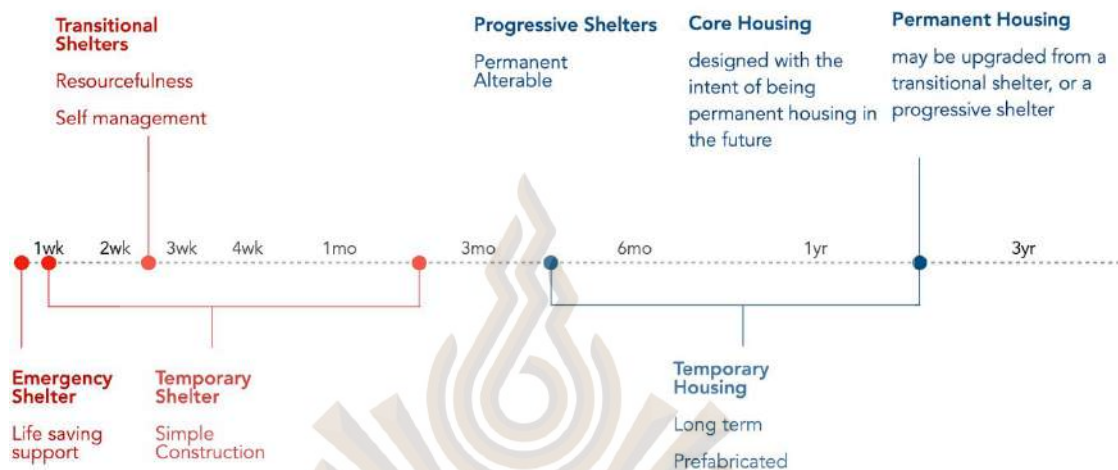 Transitional
Shelters
Resourcefulness
Self management
Progressive Shelters
Permanent
Alterable
Core Housing
designed with the
intent of being
permanent housing in
the future
Permanent Housing
may be upgraded from a
transitional shelter, or a
progressive shelter
1wk 2wk 3wk 4wk 1mo 3mo 6mo 1yr 3yr
Emergency
Shelter
Life saving
support
Temporary
Shelter
Simple
Construction
Temporary
Housing
Long term
Prefabricated